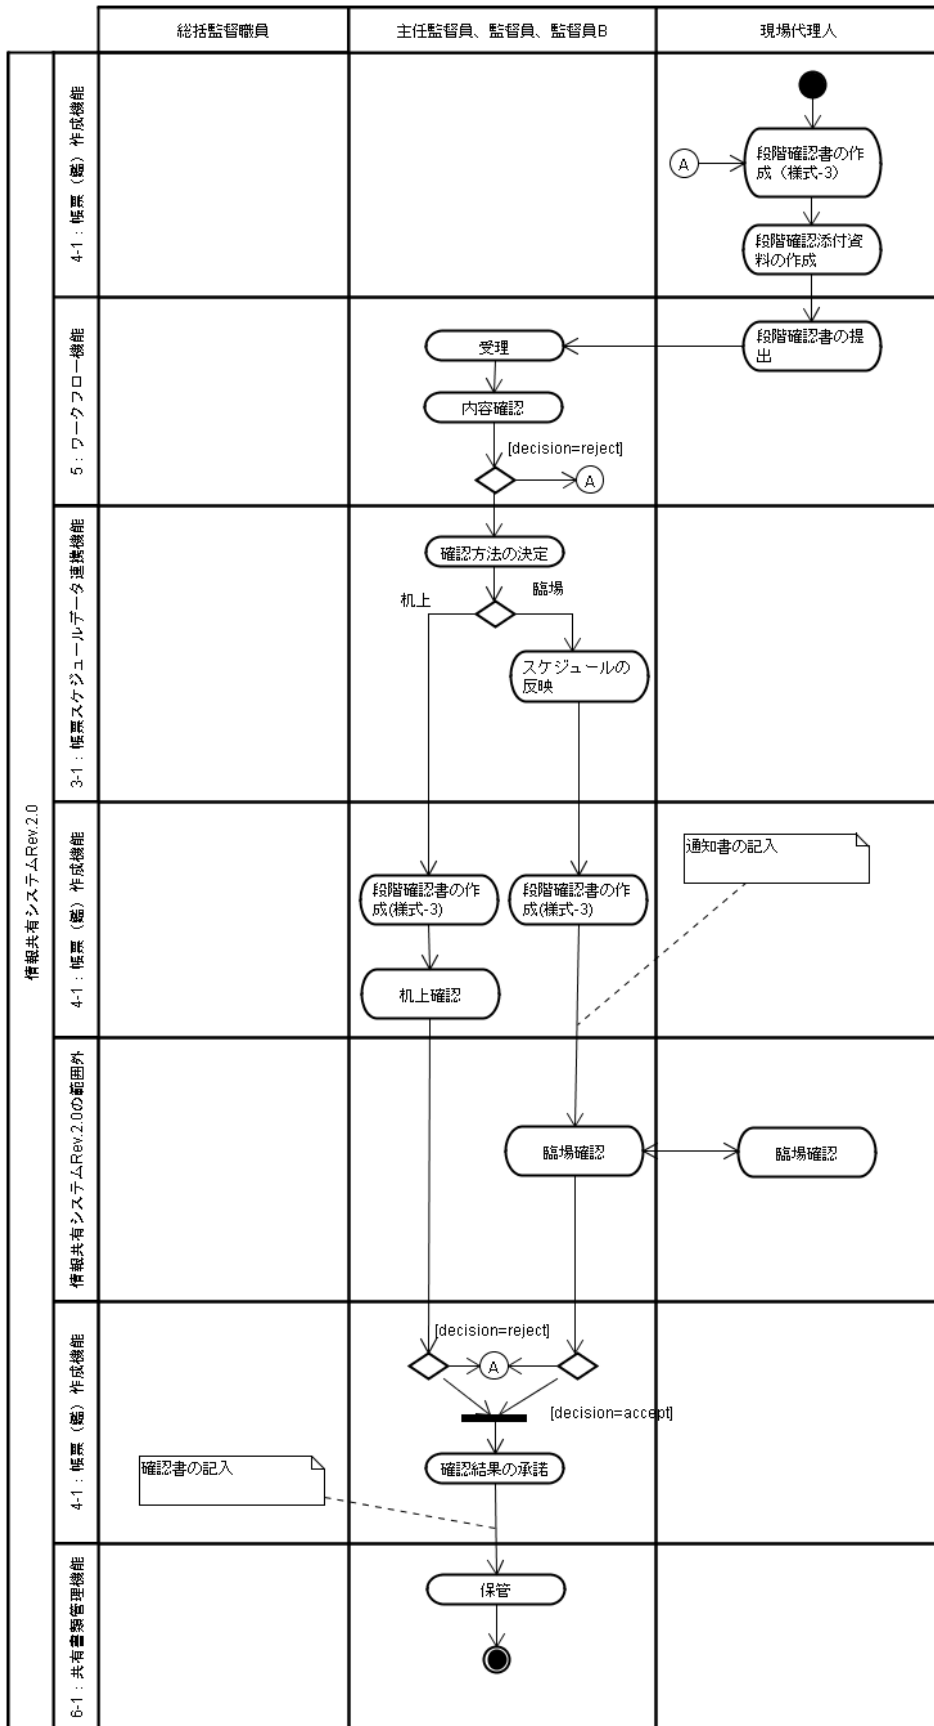 総括監督職員
主任監督員、監督員、監督員B
現場代理人
情報共有システムRev.2.0
4-1：帳票（鑑）作成機能
A
段階確認書の作
成（様式-3）
段階確認添付資
料の作成
5：ワークフロー機能
受理
段階確認書の提
出
内容確認
[decision=reject]
A
3-1：帳票スケジュールデータ連携機能
確認方法の決定
机上
臨場
スケジュールの
反映
4-1：帳票（鑑）作成機能
通知書の記入
段階確認書の作
成(様式-3)
段階確認書の作
成(様式-3)
机上確認
情報共有システムRev.2.0の範囲外
臨場確認
臨場確認
4-1：帳票（鑑）作成機能
[decision=reject]
A
[decision=accept]
確認書の記入
確認結果の承諾
6-1：共有書類管理機能
保管